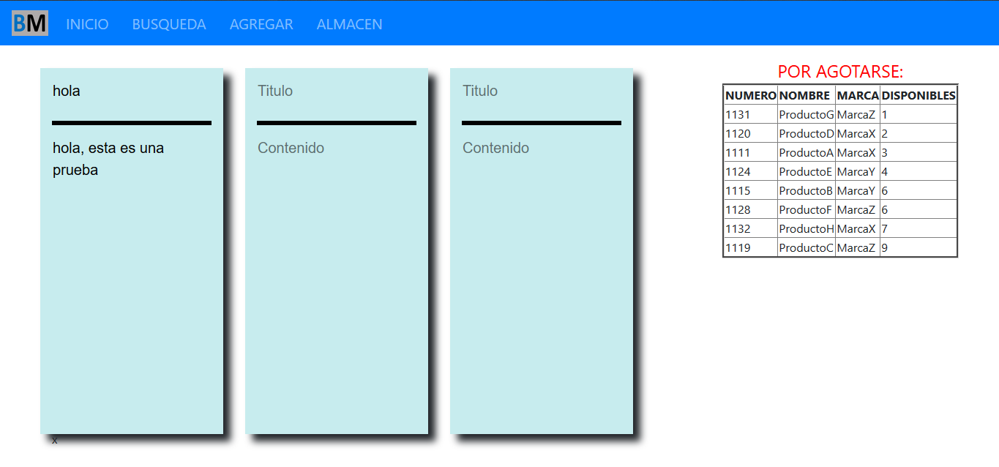 BM INICIO BUSQUEDA AGREGAR ALMACEN
hola
hola, esta es una
prueba
x
Titulo
Contenido
Titulo
Contenido
POR AGOTARSE:
NUMERO NOMBRE MARCA DISPONIBLES
1131 ProductoG MarcaZ 1
1120 ProductoD MarcaX 2
1111 ProductoA MarcaX 3
1124 ProductoE MarcaY 4
1115 ProductoB MarcaY 6
1128 ProductoF MarcaZ 6
1132 ProductoH MarcaX 7
1119 ProductoC MarcaZ 9